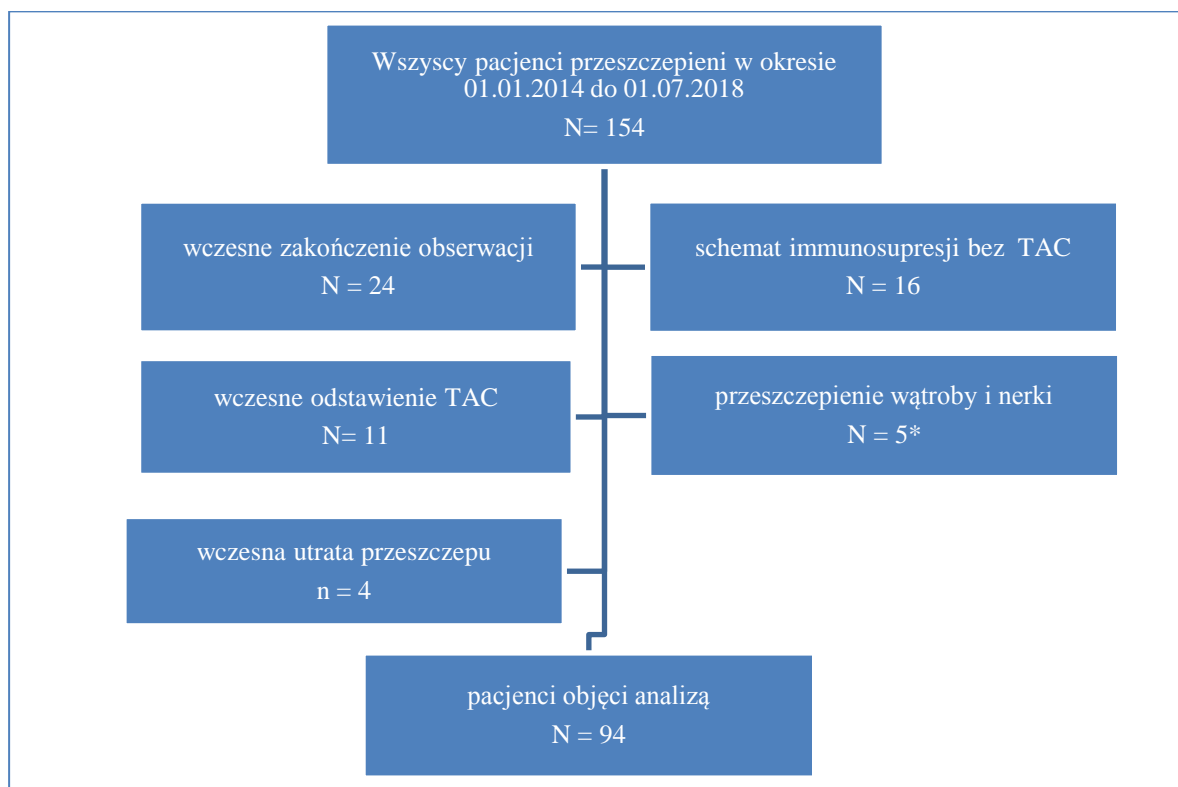 Wszyscy pacjenci przeszczepieni w okresie
01.01.2014 do 01.07.2018
N= 154
wczesne zakończenie obserwacji
N = 24
schemat immunosupresji bez TAC
N = 16
wczesne odstawienie TAC
N= 11
przeszczepienie wątroby i nerki
N = 5*
wczesna utrata przeszczepu
n = 4
pacjenci objęci analizą
N = 94